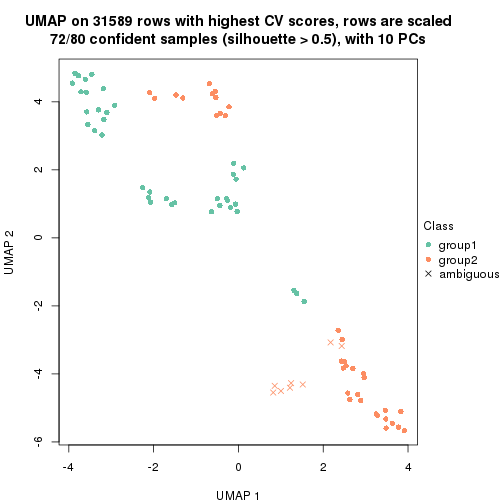 UMAP on 31589 rows with highest CV scores, rows are scaled
72/80 confident samples (silhouette > 0.5), with 10 PCs
4
2
0
-2
-4
-6
UMAP 2
-4
-2
0
2
4
UMAP 1
Class
group1
group2
ambiguous